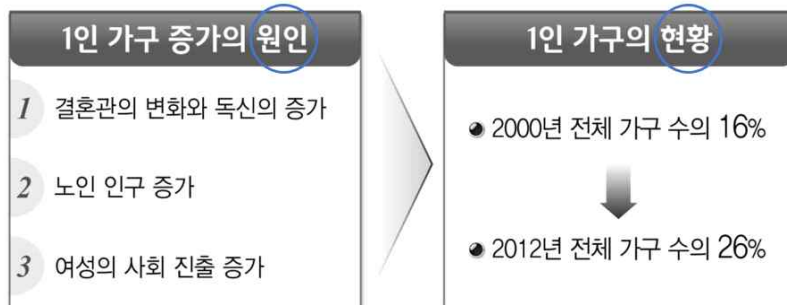 1인 가구 증가의 원인
1 결혼관의 변화와 독신의 증가
2 노인 인구 증가
3 여성의 사회 진출 증가
1인 가구의 현황
2000년 전체 가구 수의 16%
2012년 전체 가구 수의 26%